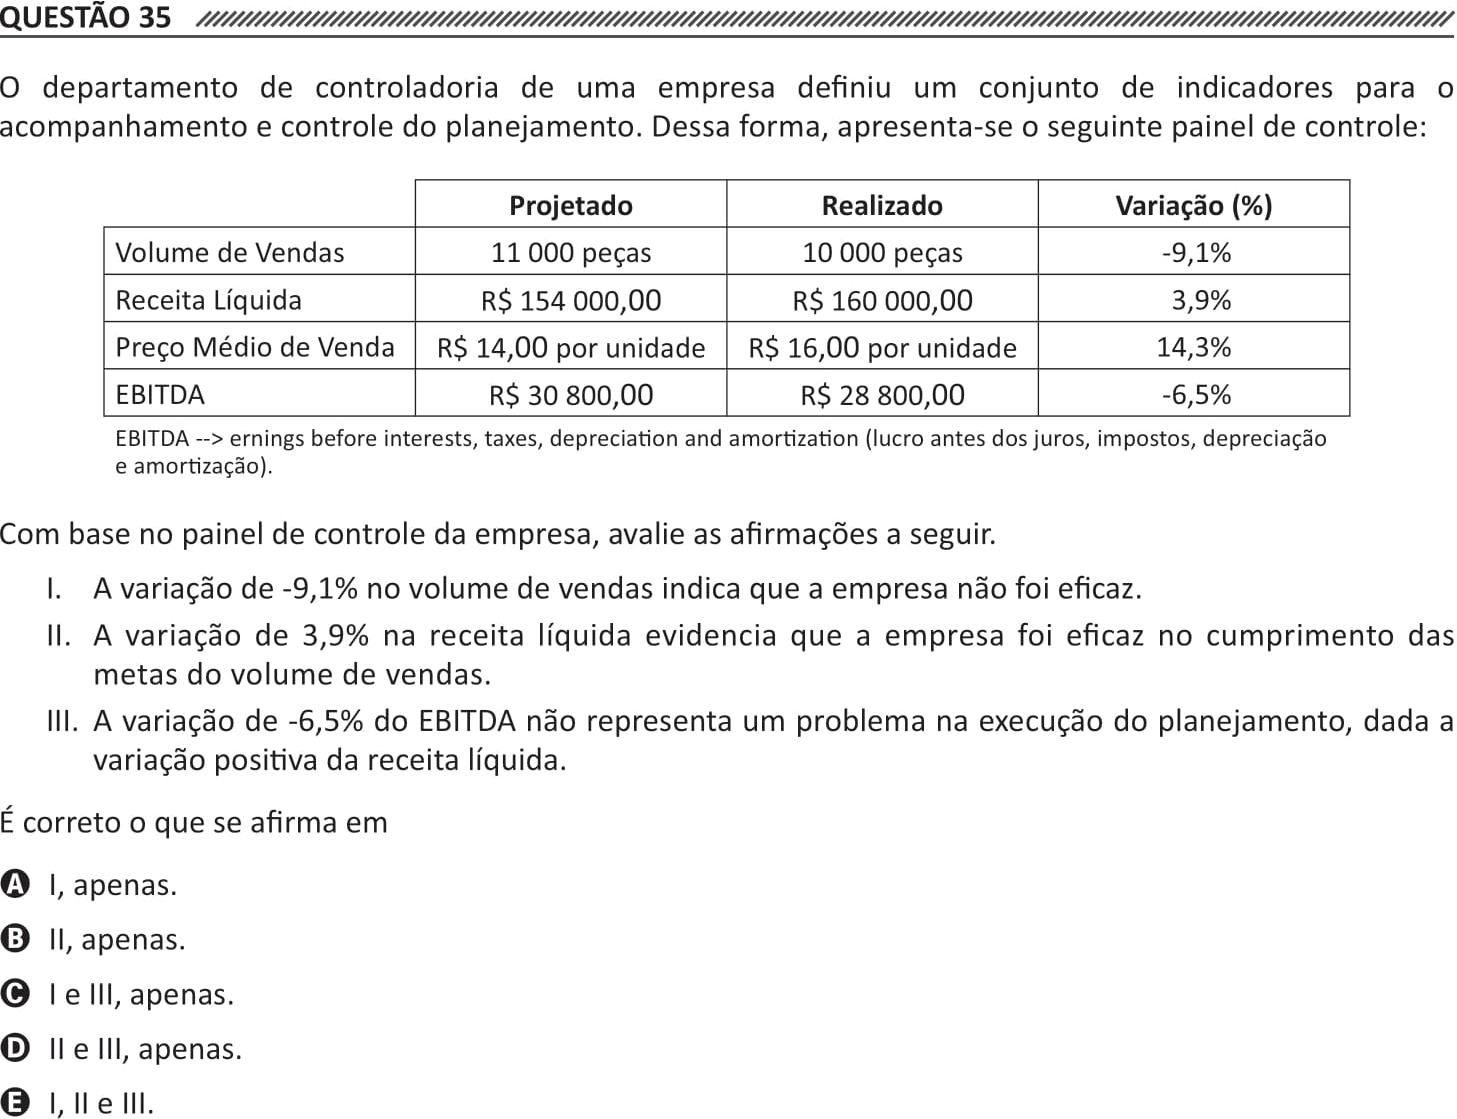 QUESTÃO 35
O departamento de controladoria de uma empresa definiu um conjunto de indicadores para o
acompanhamento e controle do planejamento. Dessa forma, apresenta-se o seguinte painel de controle:
Projetado Realizado Variação (%)
Volume de Vendas 11 000 peças 10 000 peças -9,1%
Receita Líquida R$ 154 000,00 R$ 160 000,00 3,9%
Preço Médio de Venda R$ 14,00 por unidade R$ 16,00 por unidade 14,3%
EBITDA R$ 30 800,00 R$ 28 800,00 -6,5%
EBITDA --> ernings before interests, taxes, depreciation and amortization (lucro antes dos juros, impostos, depreciação
e amortização).
Com base no painel de controle da empresa, avalie as afirmações a seguir.
I. A variação de -9,1% no volume de vendas indica que a empresa não foi eficaz.
II. A variação de 3,9% na receita líquida evidencia que a empresa foi eficaz no cumprimento das
metas do volume de vendas.
III. A variação de -6,5% do EBITDA não representa um problema na execução do planejamento, dada a
variação positiva da receita líquida.
É correto o que se afirma em
A I, apenas.
B II, apenas.
C I e III, apenas.
D II e III, apenas.
E I, II e III.